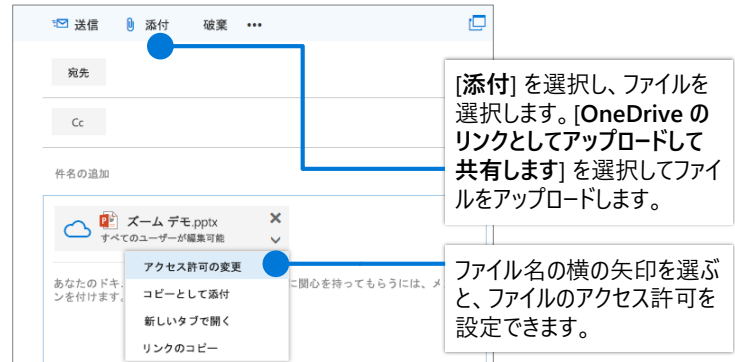 送信 添付 破棄 •••
宛先
Cc
件名の追加
ズーム デモ.pptx
すべてのユーザーが編集可能
アクセス許可の変更
あなたのドキ
に関心を持ってもらうには、メ
ンを付けます。
コピーとして添付
新しいタブで開く
リンクのコピー
[添付] を選択し、ファイルを
選択します。[OneDrive の
リンクとしてアップロードして
共有します] を選択してファイ
ルをアップロードします。
ファイル名の横の矢印を選ぶ
と、ファイルのアクセス許可を
設定できます。